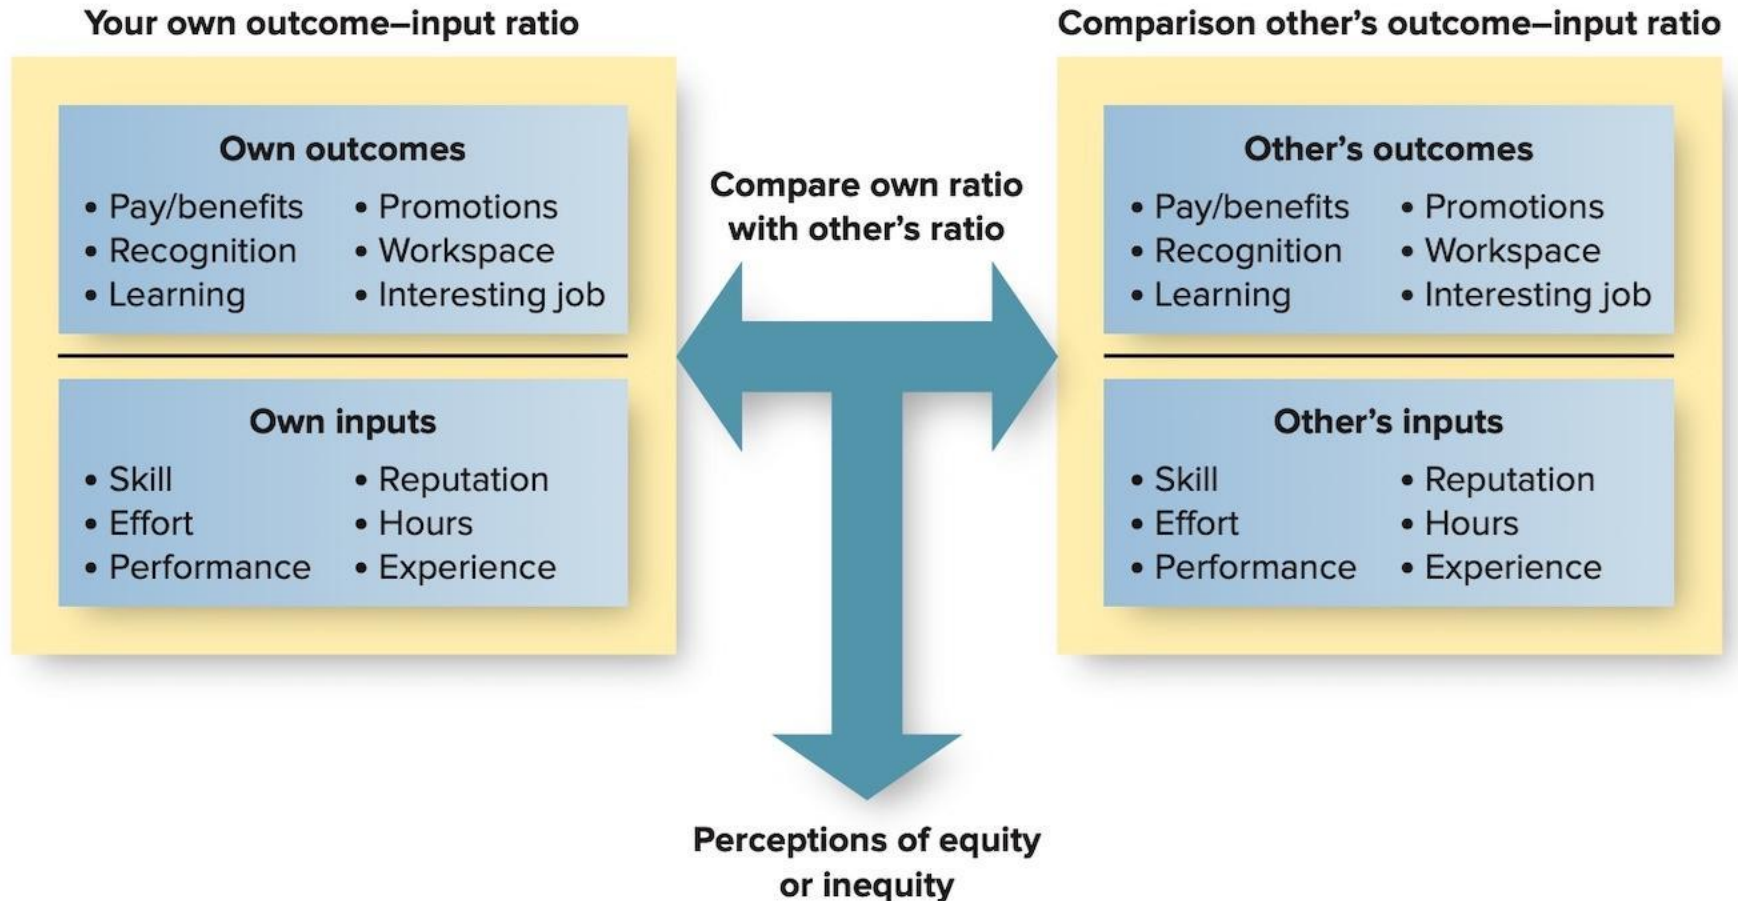 Your own outcome–input ratio
Comparison other’s outcome–input ratio
Own outcomes
• Pay/benefits • Promotions
• Recognition • Workspace
• Learning • Interesting job
Own inputs
• Skill • Reputation
• Effort • Hours
• Performance • Experience
Compare own ratio
with other’s ratio
Other’s outcomes
• Pay/benefits • Promotions
• Recognition • Workspace
• Learning • Interesting job
Other’s inputs
• Skill • Reputation
• Effort • Hours
• Performance • Experience
Perceptions of equity
or inequity